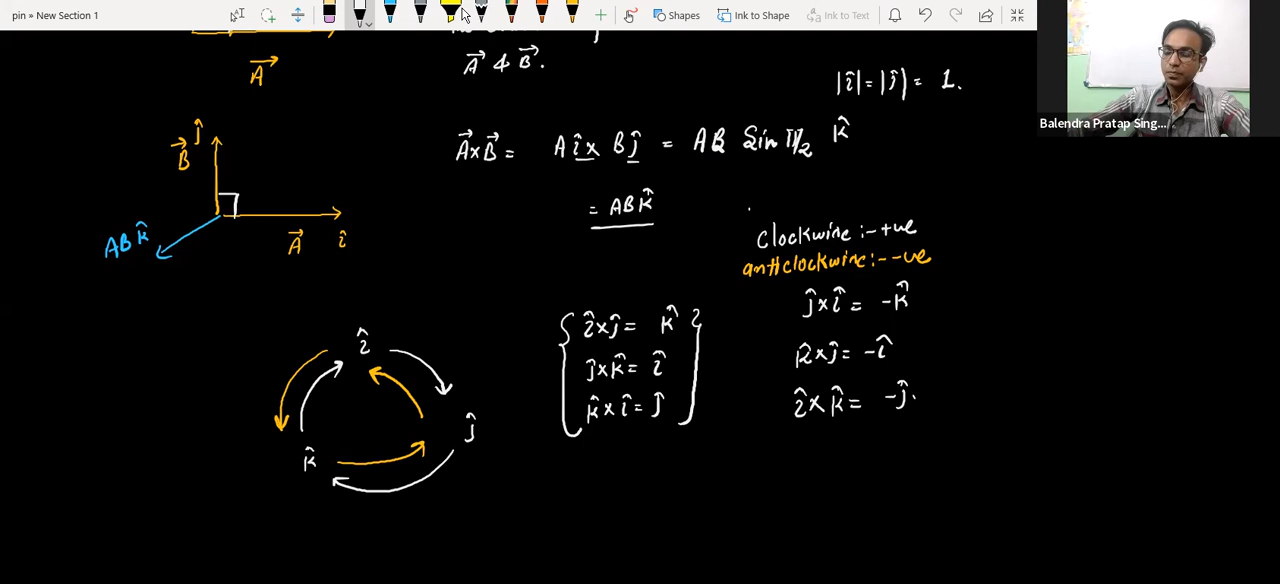 pin » New Section 1
Shapes
Ink to Shape
Ink to Text
Balendra Pratap Sing...
A⃗
A⃗ & B⃗.
|î| = |ĵ| = 1.
B⃗ ĵ
A⃗×B⃗ = A î × B ĵ = AB Sin π/2 k̂
= AB k̂
AB k̂
A⃗ î
clockwise :- +ve
anticlockwise :- -ve
î×ĵ = k̂
ĵ×k̂ = î
k̂×î = ĵ
ĵ×î = -k̂
k̂×ĵ = -î
î×k̂ = -ĵ.
î
ĵ
k̂